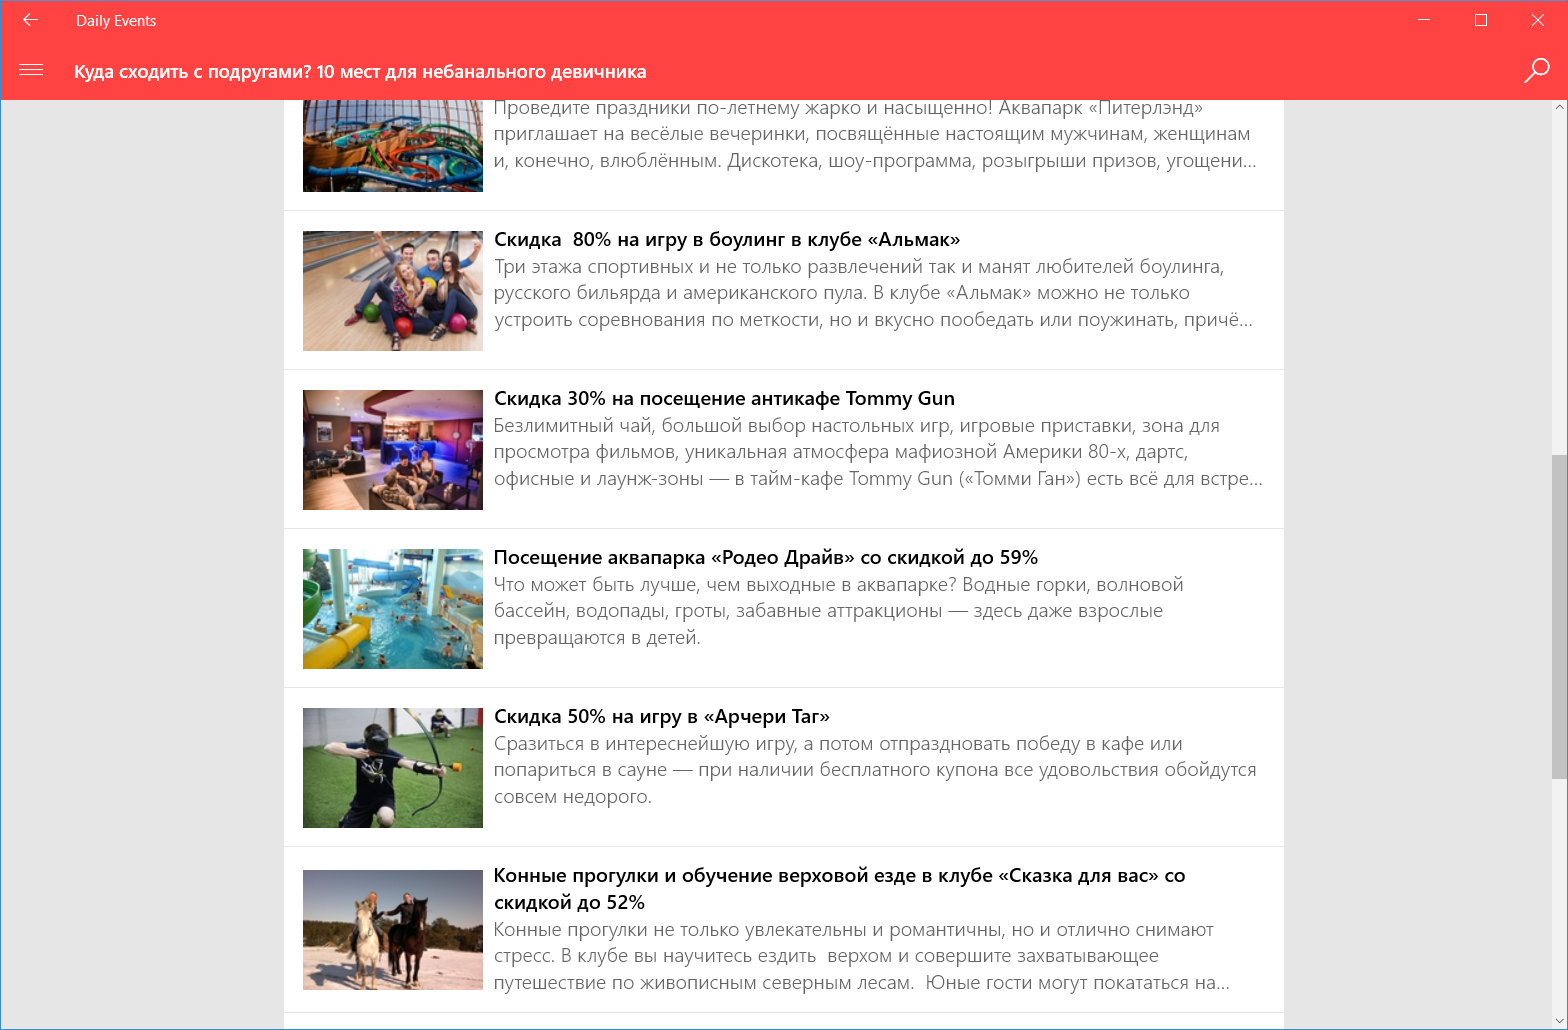 Daily Events
Куда сходить с подругами? 10 мест для небанального девичника
Проведите праздники по-летнему жарко и насыщенно! Аквапарк «Питерлэнд»
приглашает на весёлые вечеринки, посвящённые настоящим мужчинам, женщинам
и, конечно, влюблённым. Дискотека, шоу-программа, розыгрыши призов, угощени...
Скидка  80% на игру в боулинг в клубе «Альмак»
Три этажа спортивных и не только развлечений так и манят любителей боулинга,
русского бильярда и американского пула. В клубе «Альмак» можно не только
устроить соревнования по меткости, но и вкусно пообедать или поужинать, причё...
Скидка 30% на посещение антикафе Tommy Gun
Безлимитный чай, большой выбор настольных игр, игровые приставки, зона для
просмотра фильмов, уникальная атмосфера мафиозной Америки 80-х, дартс,
офисные и лаунж-зоны — в тайм-кафе Tommy Gun («Томми Ган») есть всё для встре...
Посещение аквапарка «Родео Драйв» со скидкой до 59%
Что может быть лучше, чем выходные в аквапарке? Водные горки, волновой
бассейн, водопады, гроты, забавные аттракционы — здесь даже взрослые
превращаются в детей.
Скидка 50% на игру в «Арчери Таг»
Сразиться в интереснейшую игру, а потом отпраздновать победу в кафе или
попариться в сауне — при наличии бесплатного купона все удовольствия обойдутся
совсем недорого.
Конные прогулки и обучение верховой езде в клубе «Сказка для вас» со
скидкой до 52%
Конные прогулки не только увлекательны и романтичны, но и отлично снимают
стресс. В клубе вы научитесь ездить  верхом и совершите захватывающее
путешествие по живописным северным лесам.  Юные гости могут покататься на...